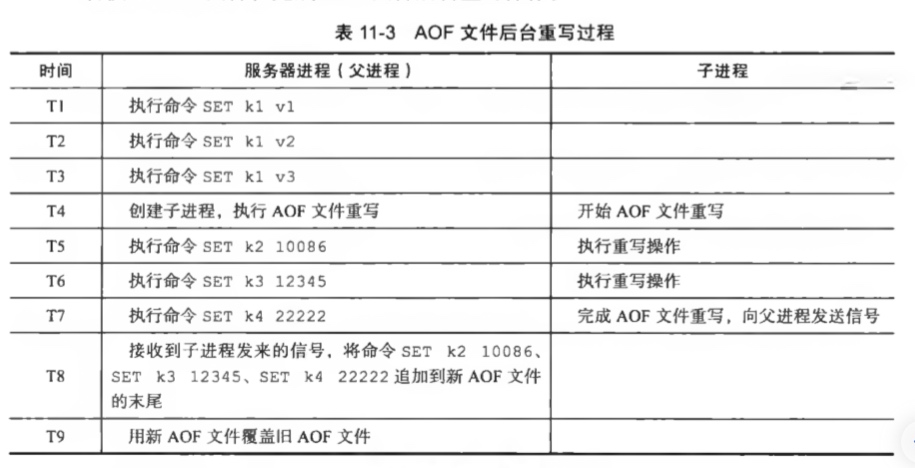 表 11-3 AOF 文件后台重写过程
时间 服务器进程（父进程） 子进程
T1 执行命令 SET k1 v1
T2 执行命令 SET k1 v2
T3 执行命令 SET k1 v3
T4 创建子进程，执行 AOF 文件重写 开始 AOF 文件重写
T5 执行命令 SET k2 10086 执行重写操作
T6 执行命令 SET k3 12345 执行重写操作
T7 执行命令 SET k4 22222 完成 AOF 文件重写，向父进程发送信号
接收到子进程发来的信号，将命令 SET k2 10086、
T8 SET k3 12345、SET k4 22222 追加到新 AOF 文件
的末尾
T9 用新 AOF 文件覆盖旧 AOF 文件